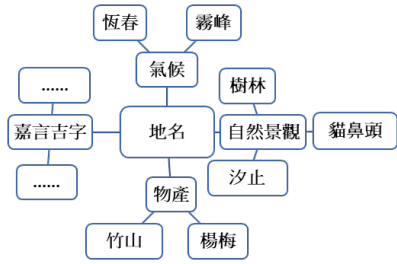 恆春
霧峰
氣候
......
樹林
嘉言吉字
地名
自然景觀
貓鼻頭
......
汐止
物產
竹山
楊梅